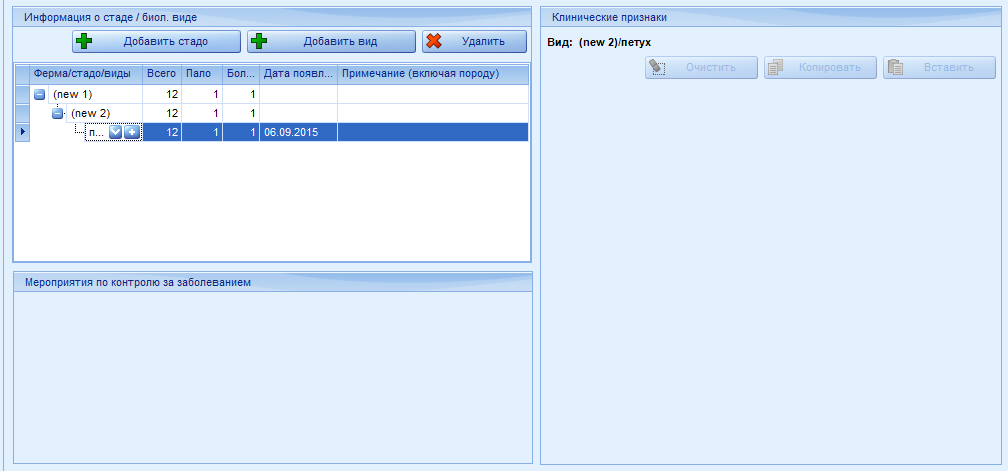 Информация о стаде / биол. виде
Добавить стадо Добавить вид Удалить
Ферма/стадо/виды Всего Пало Бол... Дата появл... Примечание (включая породу)
(new 1) 12 1 1
(new 2) 12 1 1
п... 12 1 1 06.09.2015
Мероприятия по контролю за заболеванием
Клинические признаки
Вид: (new 2)/петух
Очистить Копировать Вставить